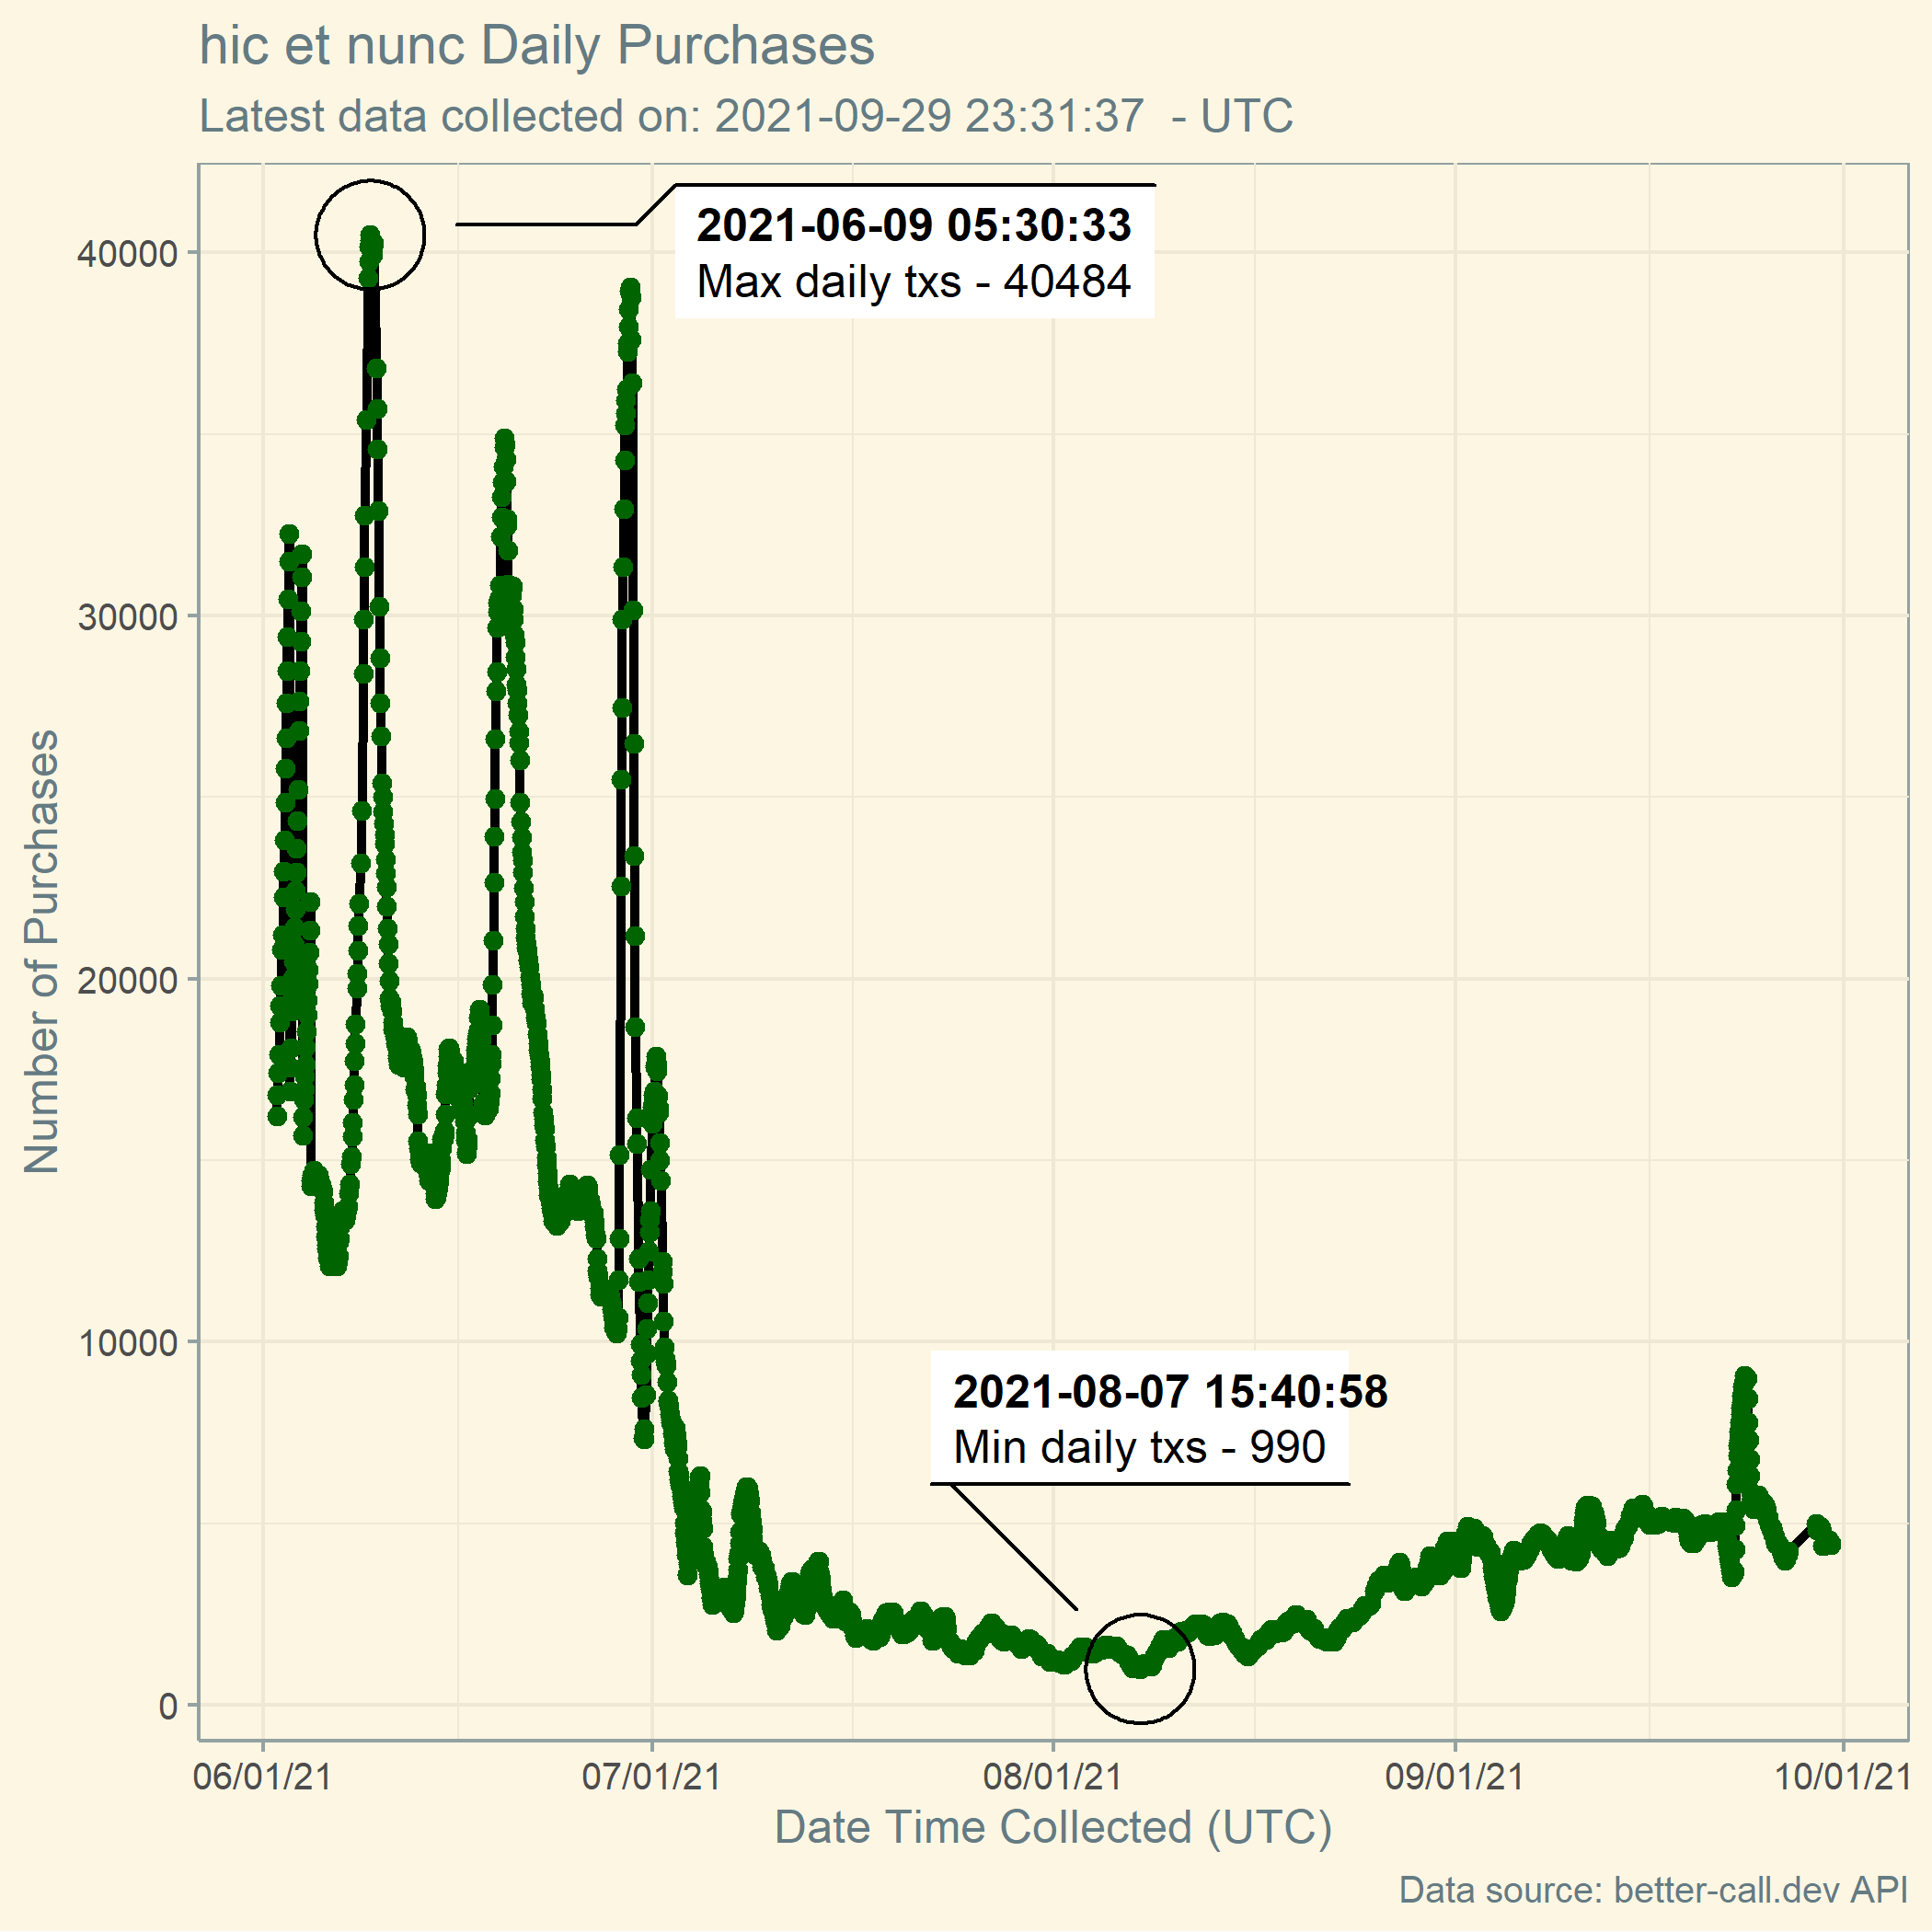 hic et nunc Daily Purchases
Latest data collected on: 2021-09-29 23:31:37  - UTC
2021-06-09 05:30:33
Max daily txs - 40484
2021-08-07 15:40:58
Min daily txs - 990
Number of Purchases
40000
30000
20000
10000
0
06/01/21
07/01/21
08/01/21
09/01/21
10/01/21
Date Time Collected (UTC)
Data source: better-call.dev API